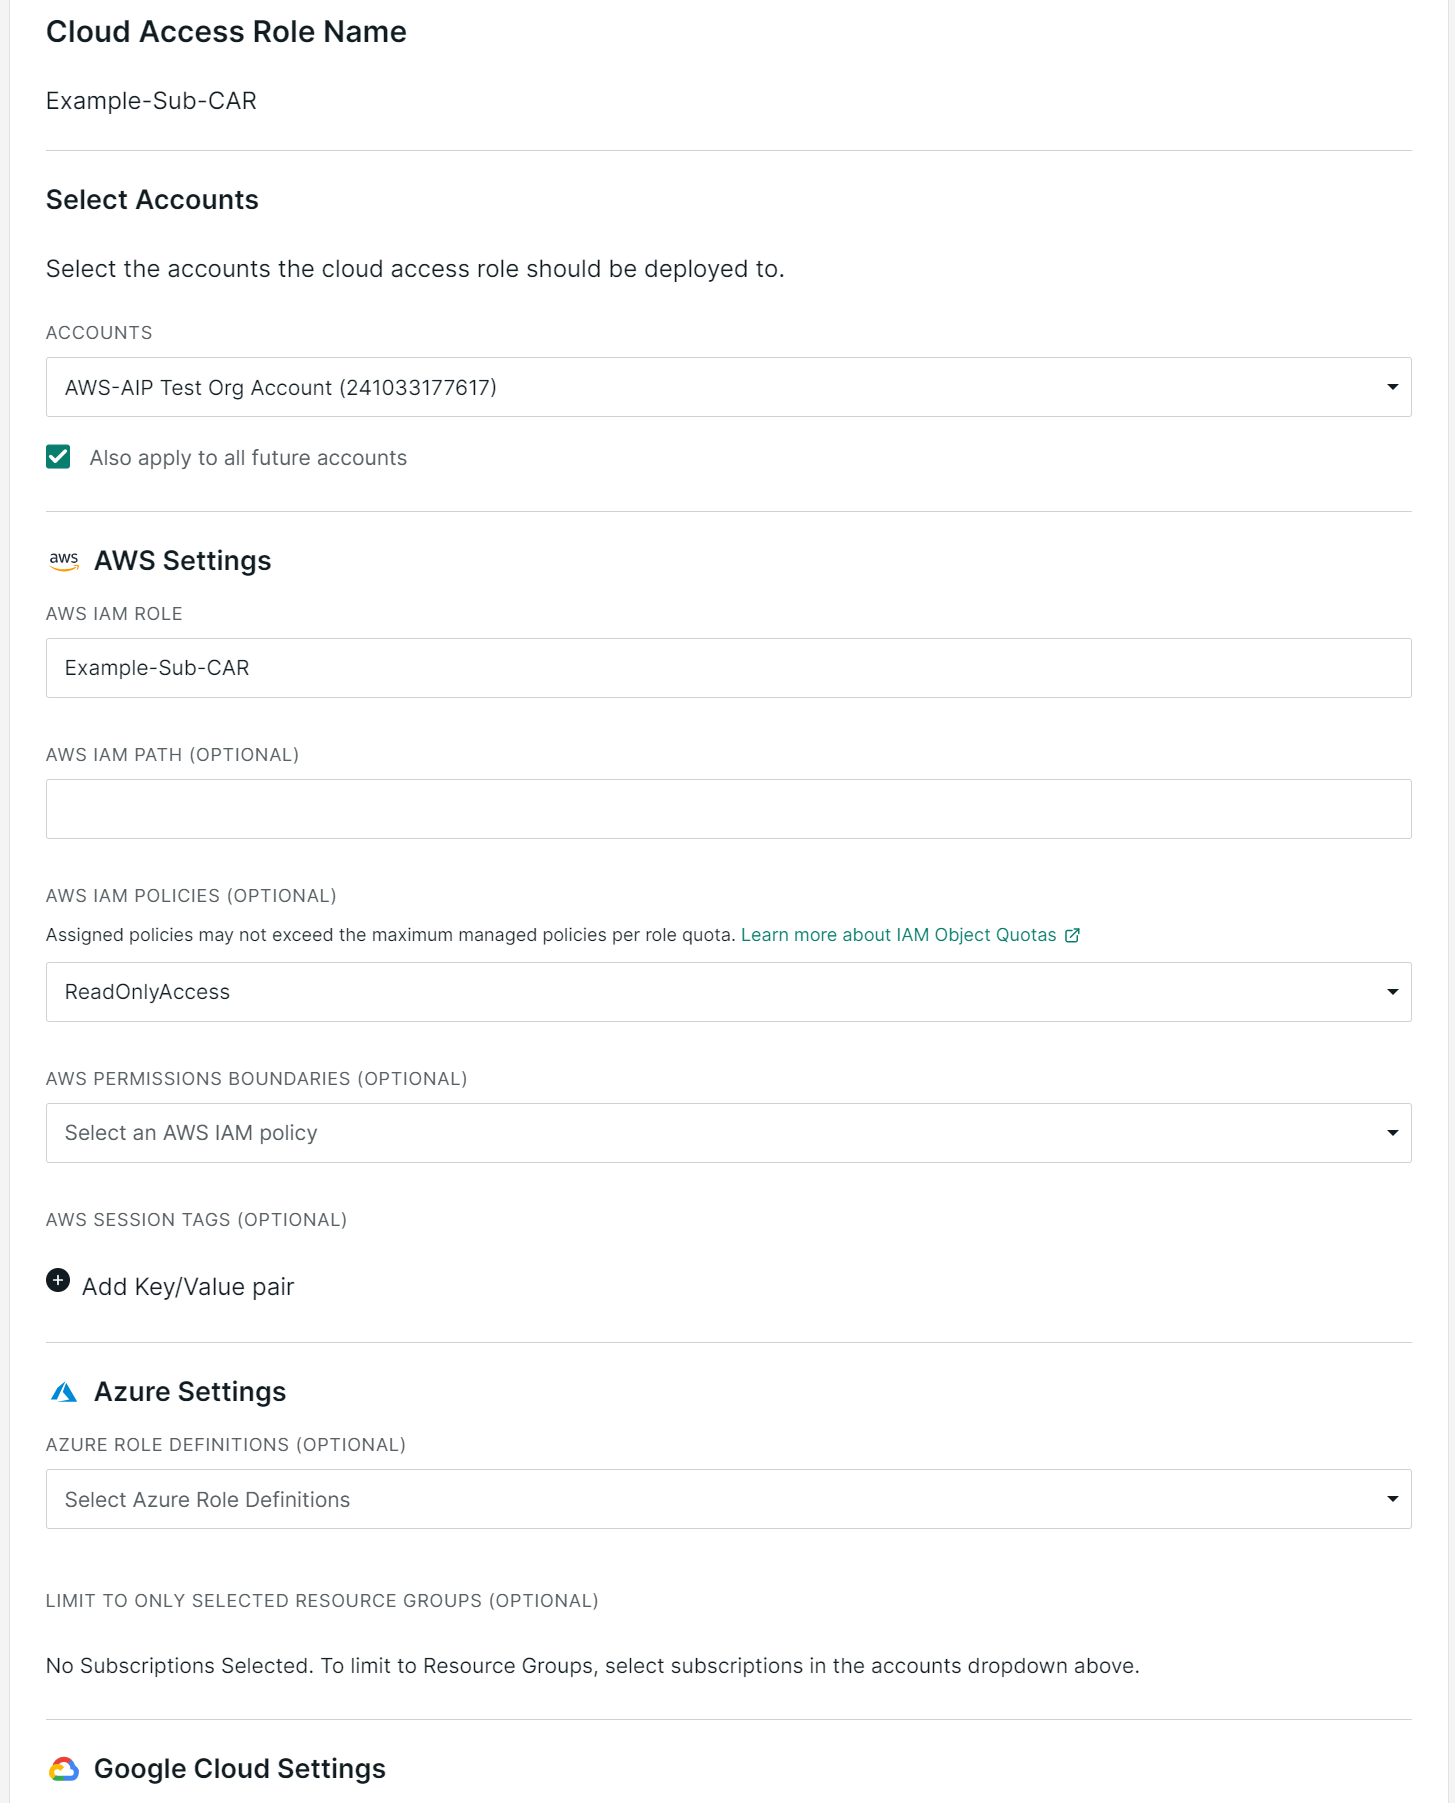 Cloud Access Role Name
Example-Sub-CAR
Select Accounts
Select the accounts the cloud access role should be deployed to.
ACCOUNTS
AWS-AIP Test Org Account (241033177617)
Also apply to all future accounts
aws AWS Settings
AWS IAM ROLE
Example-Sub-CAR
AWS IAM PATH (OPTIONAL)
AWS IAM POLICIES (OPTIONAL)
Assigned policies may not exceed the maximum managed policies per role quota. Learn more about IAM Object Quotas
ReadOnlyAccess
AWS PERMISSIONS BOUNDARIES (OPTIONAL)
Select an AWS IAM policy
AWS SESSION TAGS (OPTIONAL)
Add Key/Value pair
Azure Settings
AZURE ROLE DEFINITIONS (OPTIONAL)
Select Azure Role Definitions
LIMIT TO ONLY SELECTED RESOURCE GROUPS (OPTIONAL)
No Subscriptions Selected. To limit to Resource Groups, select subscriptions in the accounts dropdown above.
Google Cloud Settings